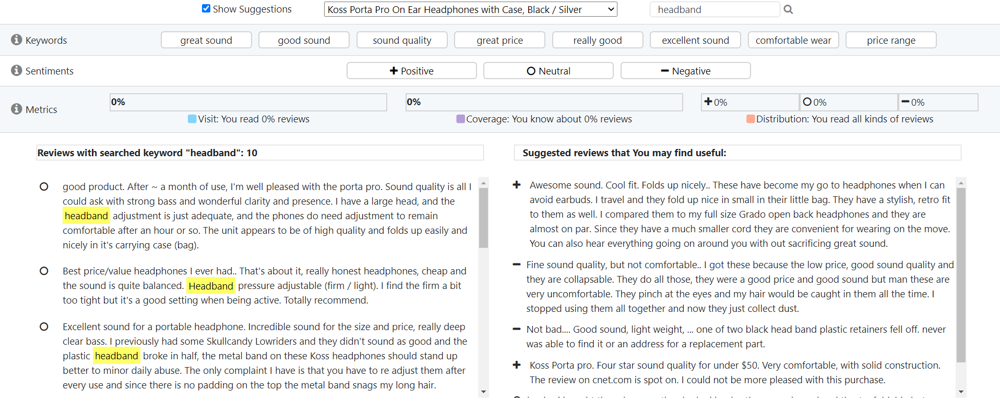 Show Suggestions
Koss Porta Pro On Ear Headphones with Case, Black / Silver
headband
Keywords
great sound
good sound
sound quality
great price
really good
excellent sound
comfortable wear
price range
Sentiments
Positive
Neutral
Negative
Metrics
0%
0%
0%
0%
0%
Visit: You read 0% reviews
Coverage: You know about 0% reviews
Distribution: You read all kinds of reviews
Reviews with searched keyword "headband": 10
good product. After ~ a month of use, I'm well pleased with the porta pro. Sound quality is all I
could ask with strong bass and wonderful clarity and presence. I have a large head, and the
headband adjustment is just adequate, and the phones do need adjustment to remain
comfortable after an hour or so. The unit appears to be of high quality and folds up easily and
nicely in it's carrying case (bag).
Best price/value headphones I ever had.. That's about it, really honest headphones, cheap and
the sound is quite balanced. Headband pressure adjustable (firm / light). I find the firm a bit
too tight but it's a good setting when being active. Totally recommend.
Excellent sound for a portable headphone. Incredible sound for the size and price, really deep
clear bass. I previously had some Skullcandy Lowriders and they didn't sound as good and the
plastic headband broke in half, the metal band on these Koss headphones should stand up
better to minor daily abuse. The only complaint I have is that you have to re adjust them after
every use and since there is no padding on the top the metal band snags my long hair.
Suggested reviews that You may find useful:
Awesome sound. Cool fit. Folds up nicely.. These have become my go to headphones when I can
avoid earbuds. I travel and they fold up nice in small in their little bag. They have a stylish, retro fit
to them as well. I compared them to my full size Grado open back headphones and they are
almost on par. Since they have a much smaller cord they are convenient for wearing on the move.
You can also hear everything going on around you with out sacrificing great sound.
Fine sound quality, but not comfortable.. I got these because the low price, good sound quality and
they are collapsable. They do all those, they were a good price and good sound but man these are
very uncomfortable. They pinch at the eyes and my hair would be caught in them all the time. I
stopped using them all together and now they just collect dust.
Not bad.... Good sound, light weight, ... one of two black head band plastic retainers fell off. never
was able to find it or an address for a replacement part.
Koss Porta pro. Four star sound quality for under $50. Very comfortable, with solid construction.
The review on cnet.com is spot on. I could not be more pleased with this purchase.